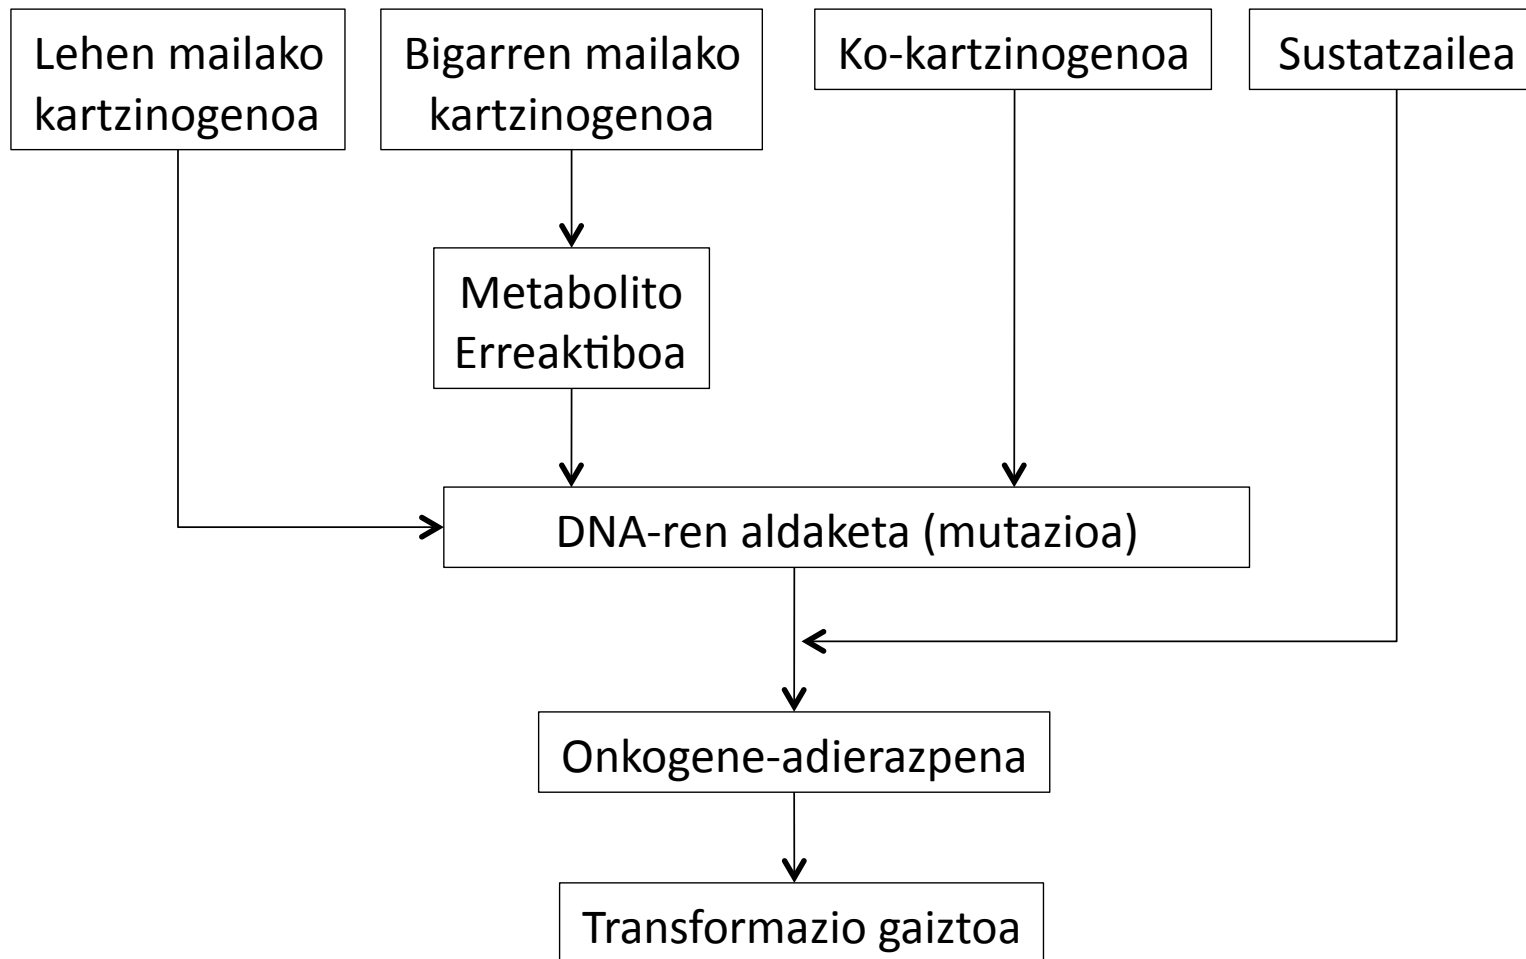 Lehen mailako
kartzinogenoa
Bigarren mailako
kartzinogenoa
Ko-kartzinogenoa
Sustatzailea
Metabolito
Erreaktiboa
DNA-ren aldaketa (mutazioa)
Onkogene-adierazpena
Transformazio gaiztoa